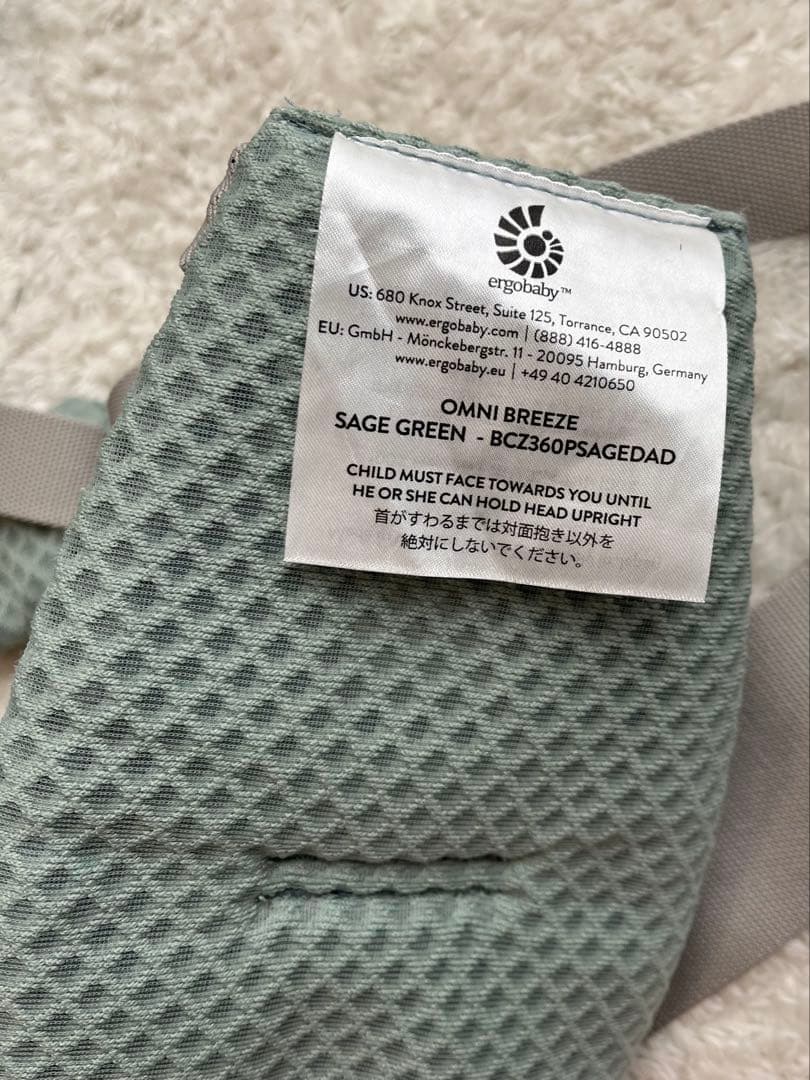 ergobaby™
US: 680 Knox Street, Suite 125, Torrance, CA 90502
www.ergobaby.com | (888) 416-4888
EU: GmbH - Mönckebergstr. 11 - 20095 Hamburg, Germany
www.ergobaby.eu | +49 40 4210650
OMNI BREEZE
SAGE GREEN - BCZ360PSAGEDAD
CHILD MUST FACE TOWARDS YOU UNTIL
HE OR SHE CAN HOLD HEAD UPRIGHT
首がすわるまでは対面抱き以外を
絶対にしないでください。